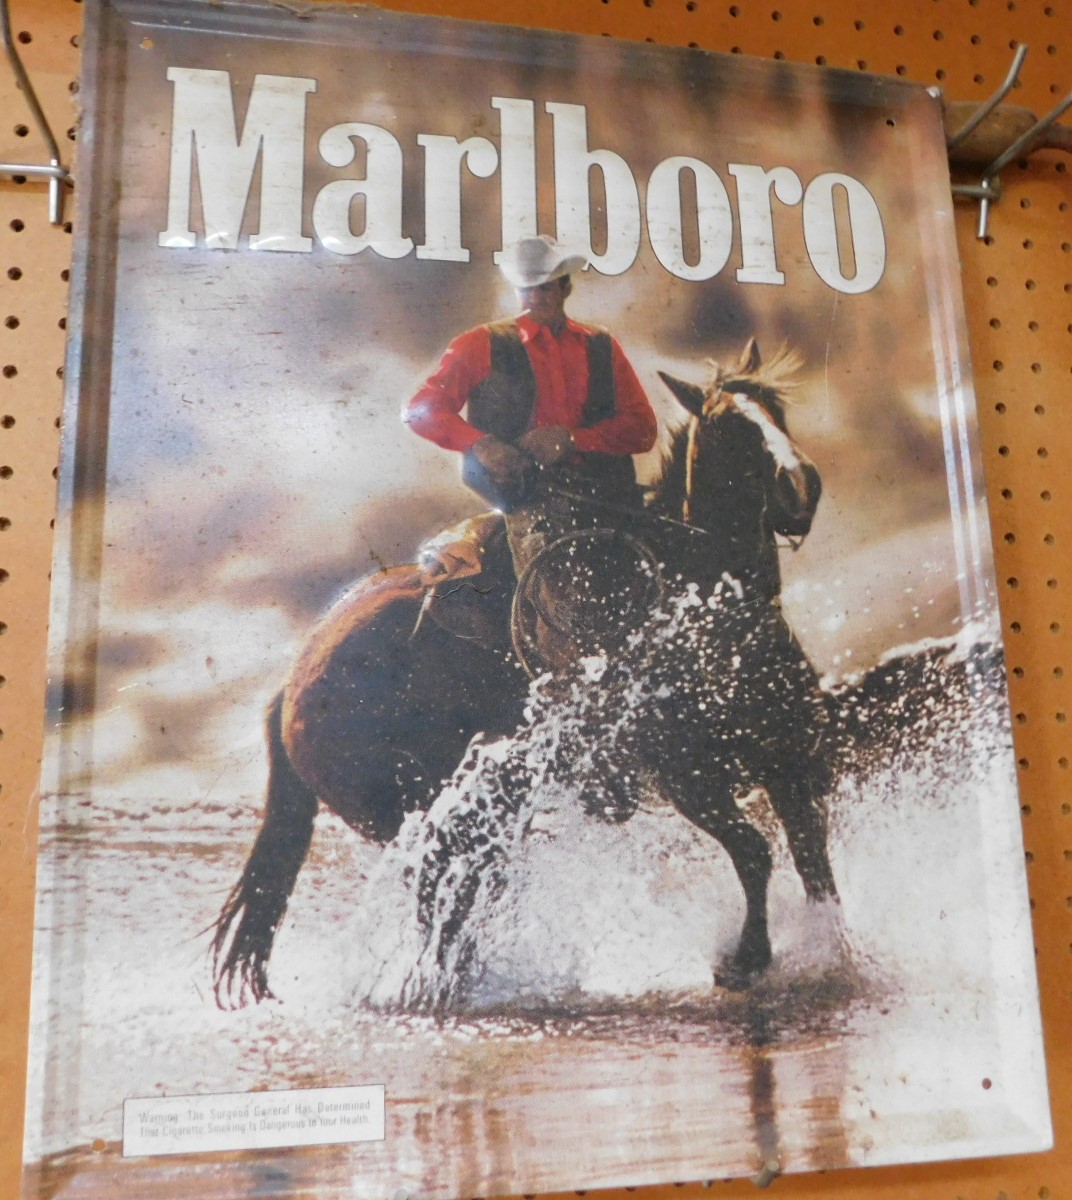 Marlboro
Warning: The Surgeon General Has Determined
That Cigarette Smoking Is Dangerous to Your Health.